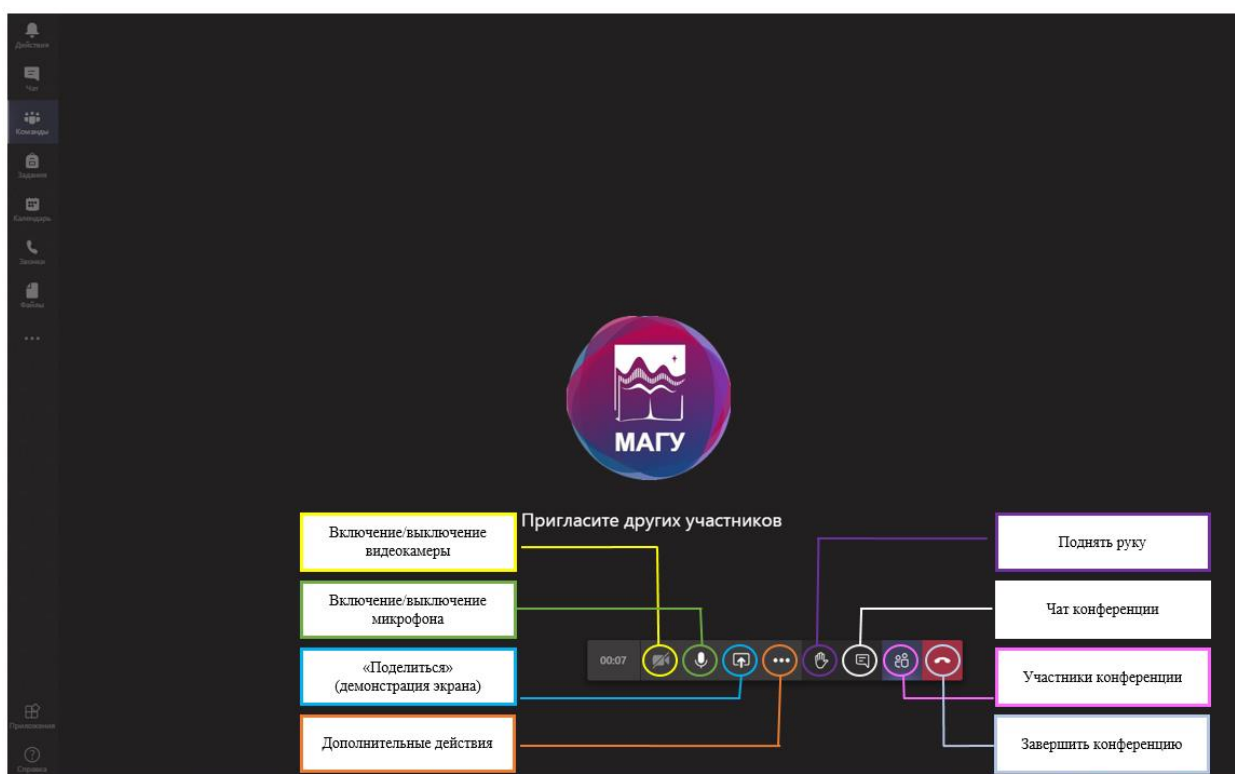 Действия
Чат
Команды
Задания
Календарь
Звонки
Файлы
МАГУ
Пригласите других участников
Включение/выключение
видеокамеры
Включение/выключение
микрофона
«Поделиться»
(демонстрация экрана)
Дополнительные действия
00:07
Поднять руку
Чат конференции
Участники конференции
Завершить конференцию
Приложения
Справка